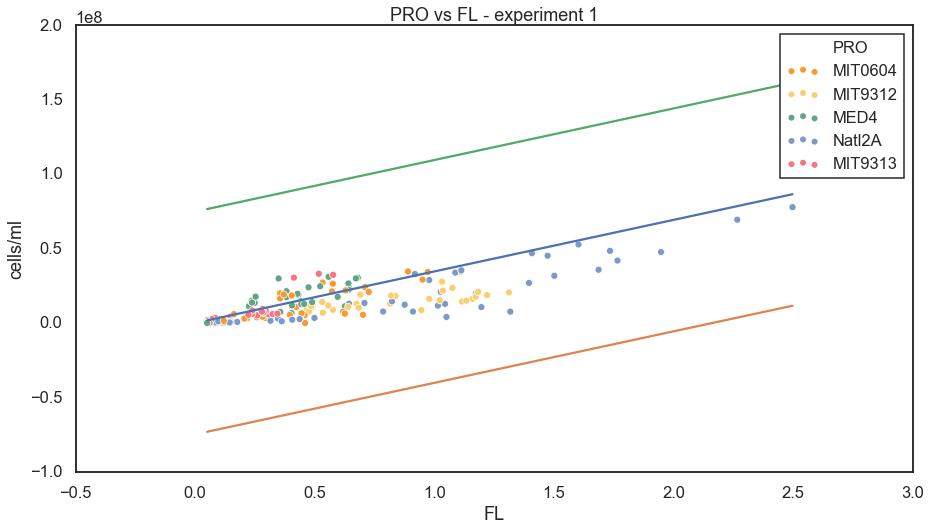 PRO vs FL - experiment 1
1e8
2.0
1.5
1.0
0.5
0.0
−0.5
−1.0
cells/ml
PRO
MIT0604
MIT9312
MED4
Natl2A
MIT9313
−0.5 0.0 0.5 1.0 1.5 2.0 2.5 3.0
FL